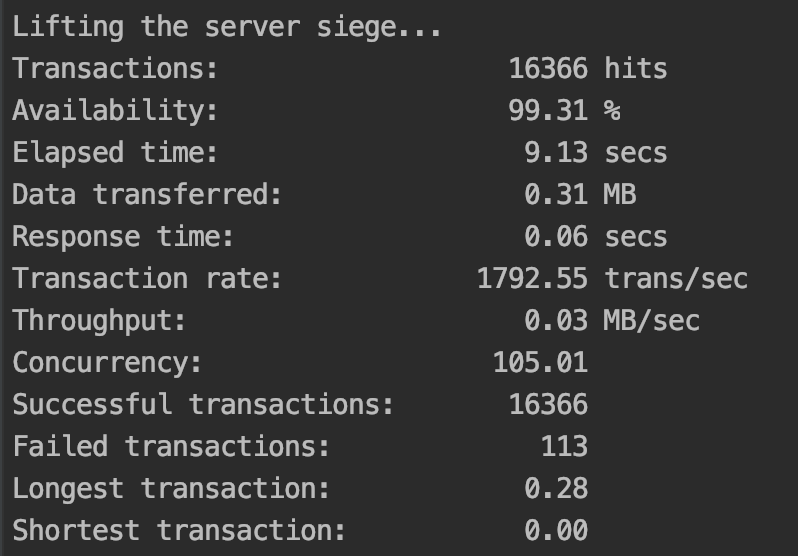 Lifting the server siege...
Transactions: 16366 hits
Availability: 99.31 %
Elapsed time: 9.13 secs
Data transferred: 0.31 MB
Response time: 0.06 secs
Transaction rate: 1792.55 trans/sec
Throughput: 0.03 MB/sec
Concurrency: 105.01
Successful transactions: 16366
Failed transactions: 113
Longest transaction: 0.28
Shortest transaction: 0.00